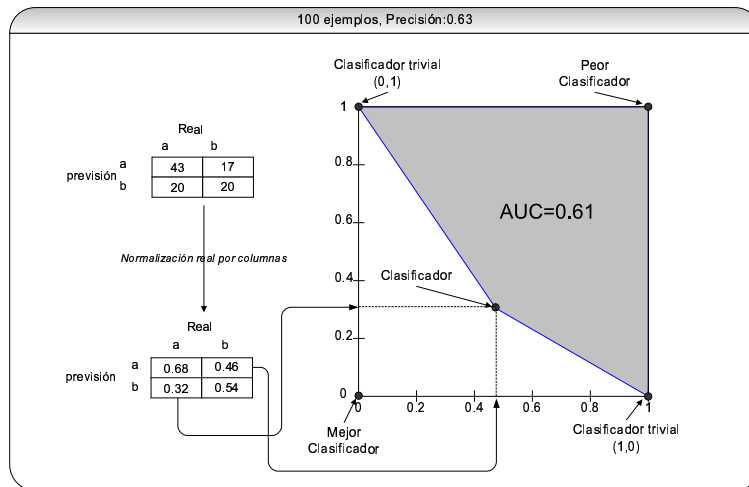 100 ejemplos, Precisión:0.63
Clasificador trivial
(0,1)
Peor
Clasificador
Real
a b
previsión
a 43 17
b 20 20
Normalización real por columnas
Real
a b
previsión
a 0.68 0.46
b 0.32 0.54
1
0.8
0.6
0.4
0.2
0
AUC=0.61
Clasificador
0 0.2 0.4 0.6 0.8 1
Mejor
Clasificador
Clasificador trivial
(1,0)